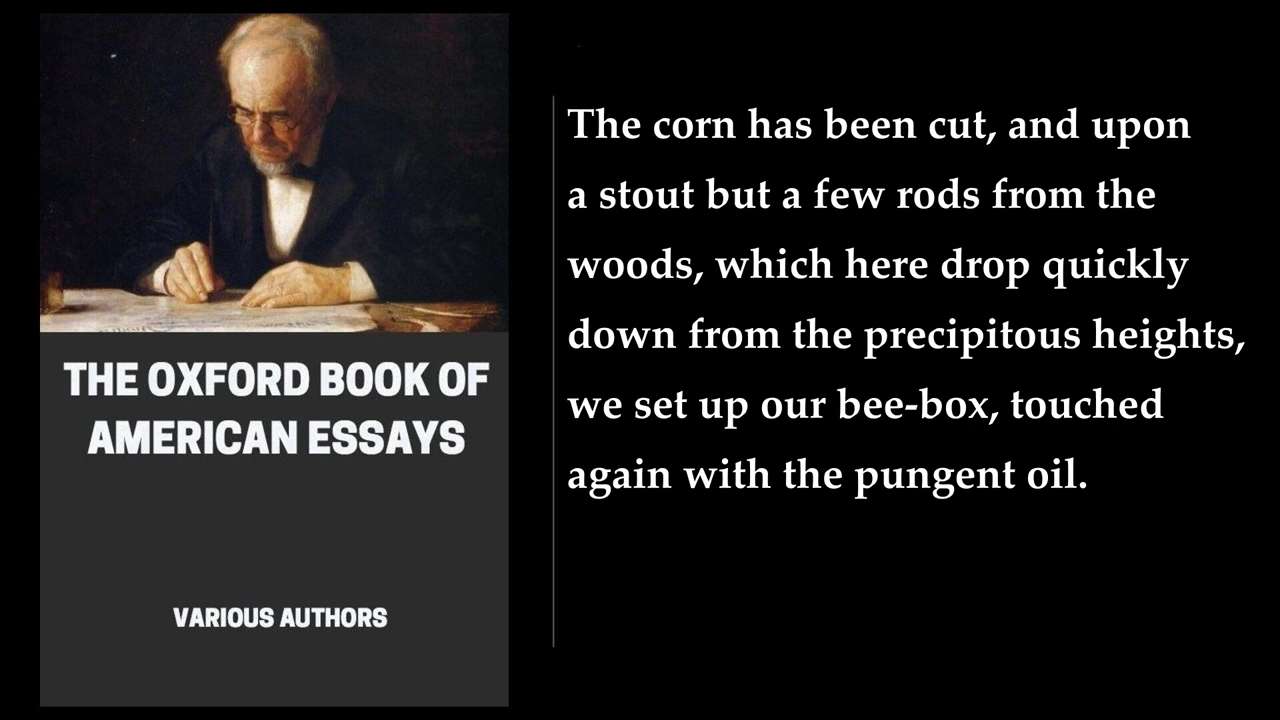 THE OXFORD BOOK OF
AMERICAN ESSAYS
VARIOUS AUTHORS
The corn has been cut, and upon
a stout but a few rods from the
woods, which here drop quickly
down from the precipitous heights,
we set up our bee-box, touched
again with the pungent oil.